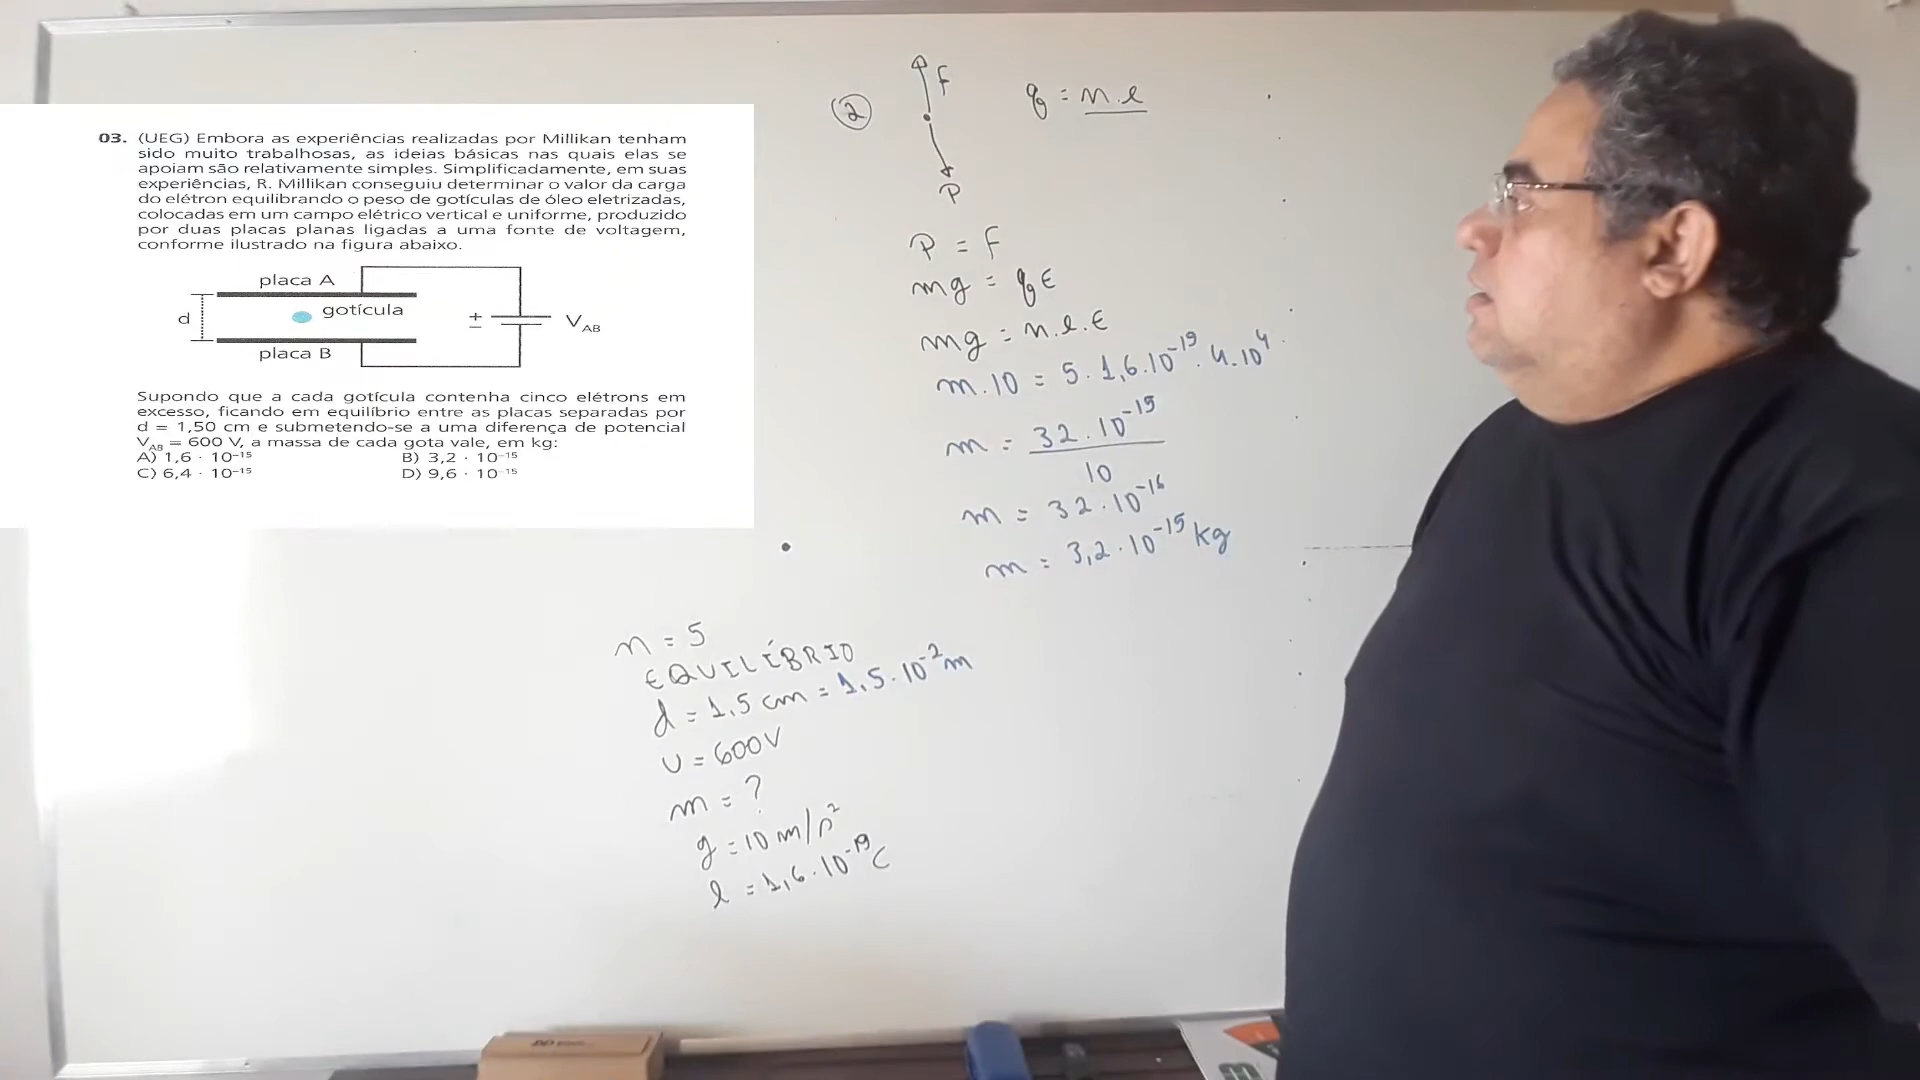 03. (UEG) Embora as experiências realizadas por Millikan tenham
sido muito trabalhosas, as ideias básicas nas quais elas se
apoiam são relativamente simples. Simplificadamente, em suas
experiências, R. Millikan conseguiu determinar o valor da carga
do elétron equilibrando o peso de gotículas de óleo eletrizadas,
colocadas em um campo elétrico vertical e uniforme, produzido
por duas placas planas ligadas a uma fonte de voltagem,
conforme ilustrado na figura abaixo.
placa A
gotícula
d
+
−
V_AB
placa B
Supondo que a cada gotícula contenha cinco elétrons em
excesso, ficando em equilíbrio entre as placas separadas por
d = 1,50 cm e submetendo-se a uma diferença de potencial
V_AB = 600 V, a massa de cada gota vale, em kg:
A) 1,6 · 10⁻¹⁵ B) 3,2 · 10⁻¹⁵
C) 6,4 · 10⁻¹⁵ D) 9,6 · 10⁻¹⁵
2
F
P
q = n.e
P = F
mg = qE
mg = n.e.E
m.10 = 5.1,6.10⁻¹⁹.4.10⁴
m = 32.10⁻¹⁵ / 10
m = 32.10⁻¹⁶
m = 3,2.10⁻¹⁵ kg
n = 5
EQUILÍBRIO
d = 1,5 cm = 1,5.10⁻² m
U = 600V
m = ?
g = 10 m/s²
e = 1,6.10⁻¹⁹ C